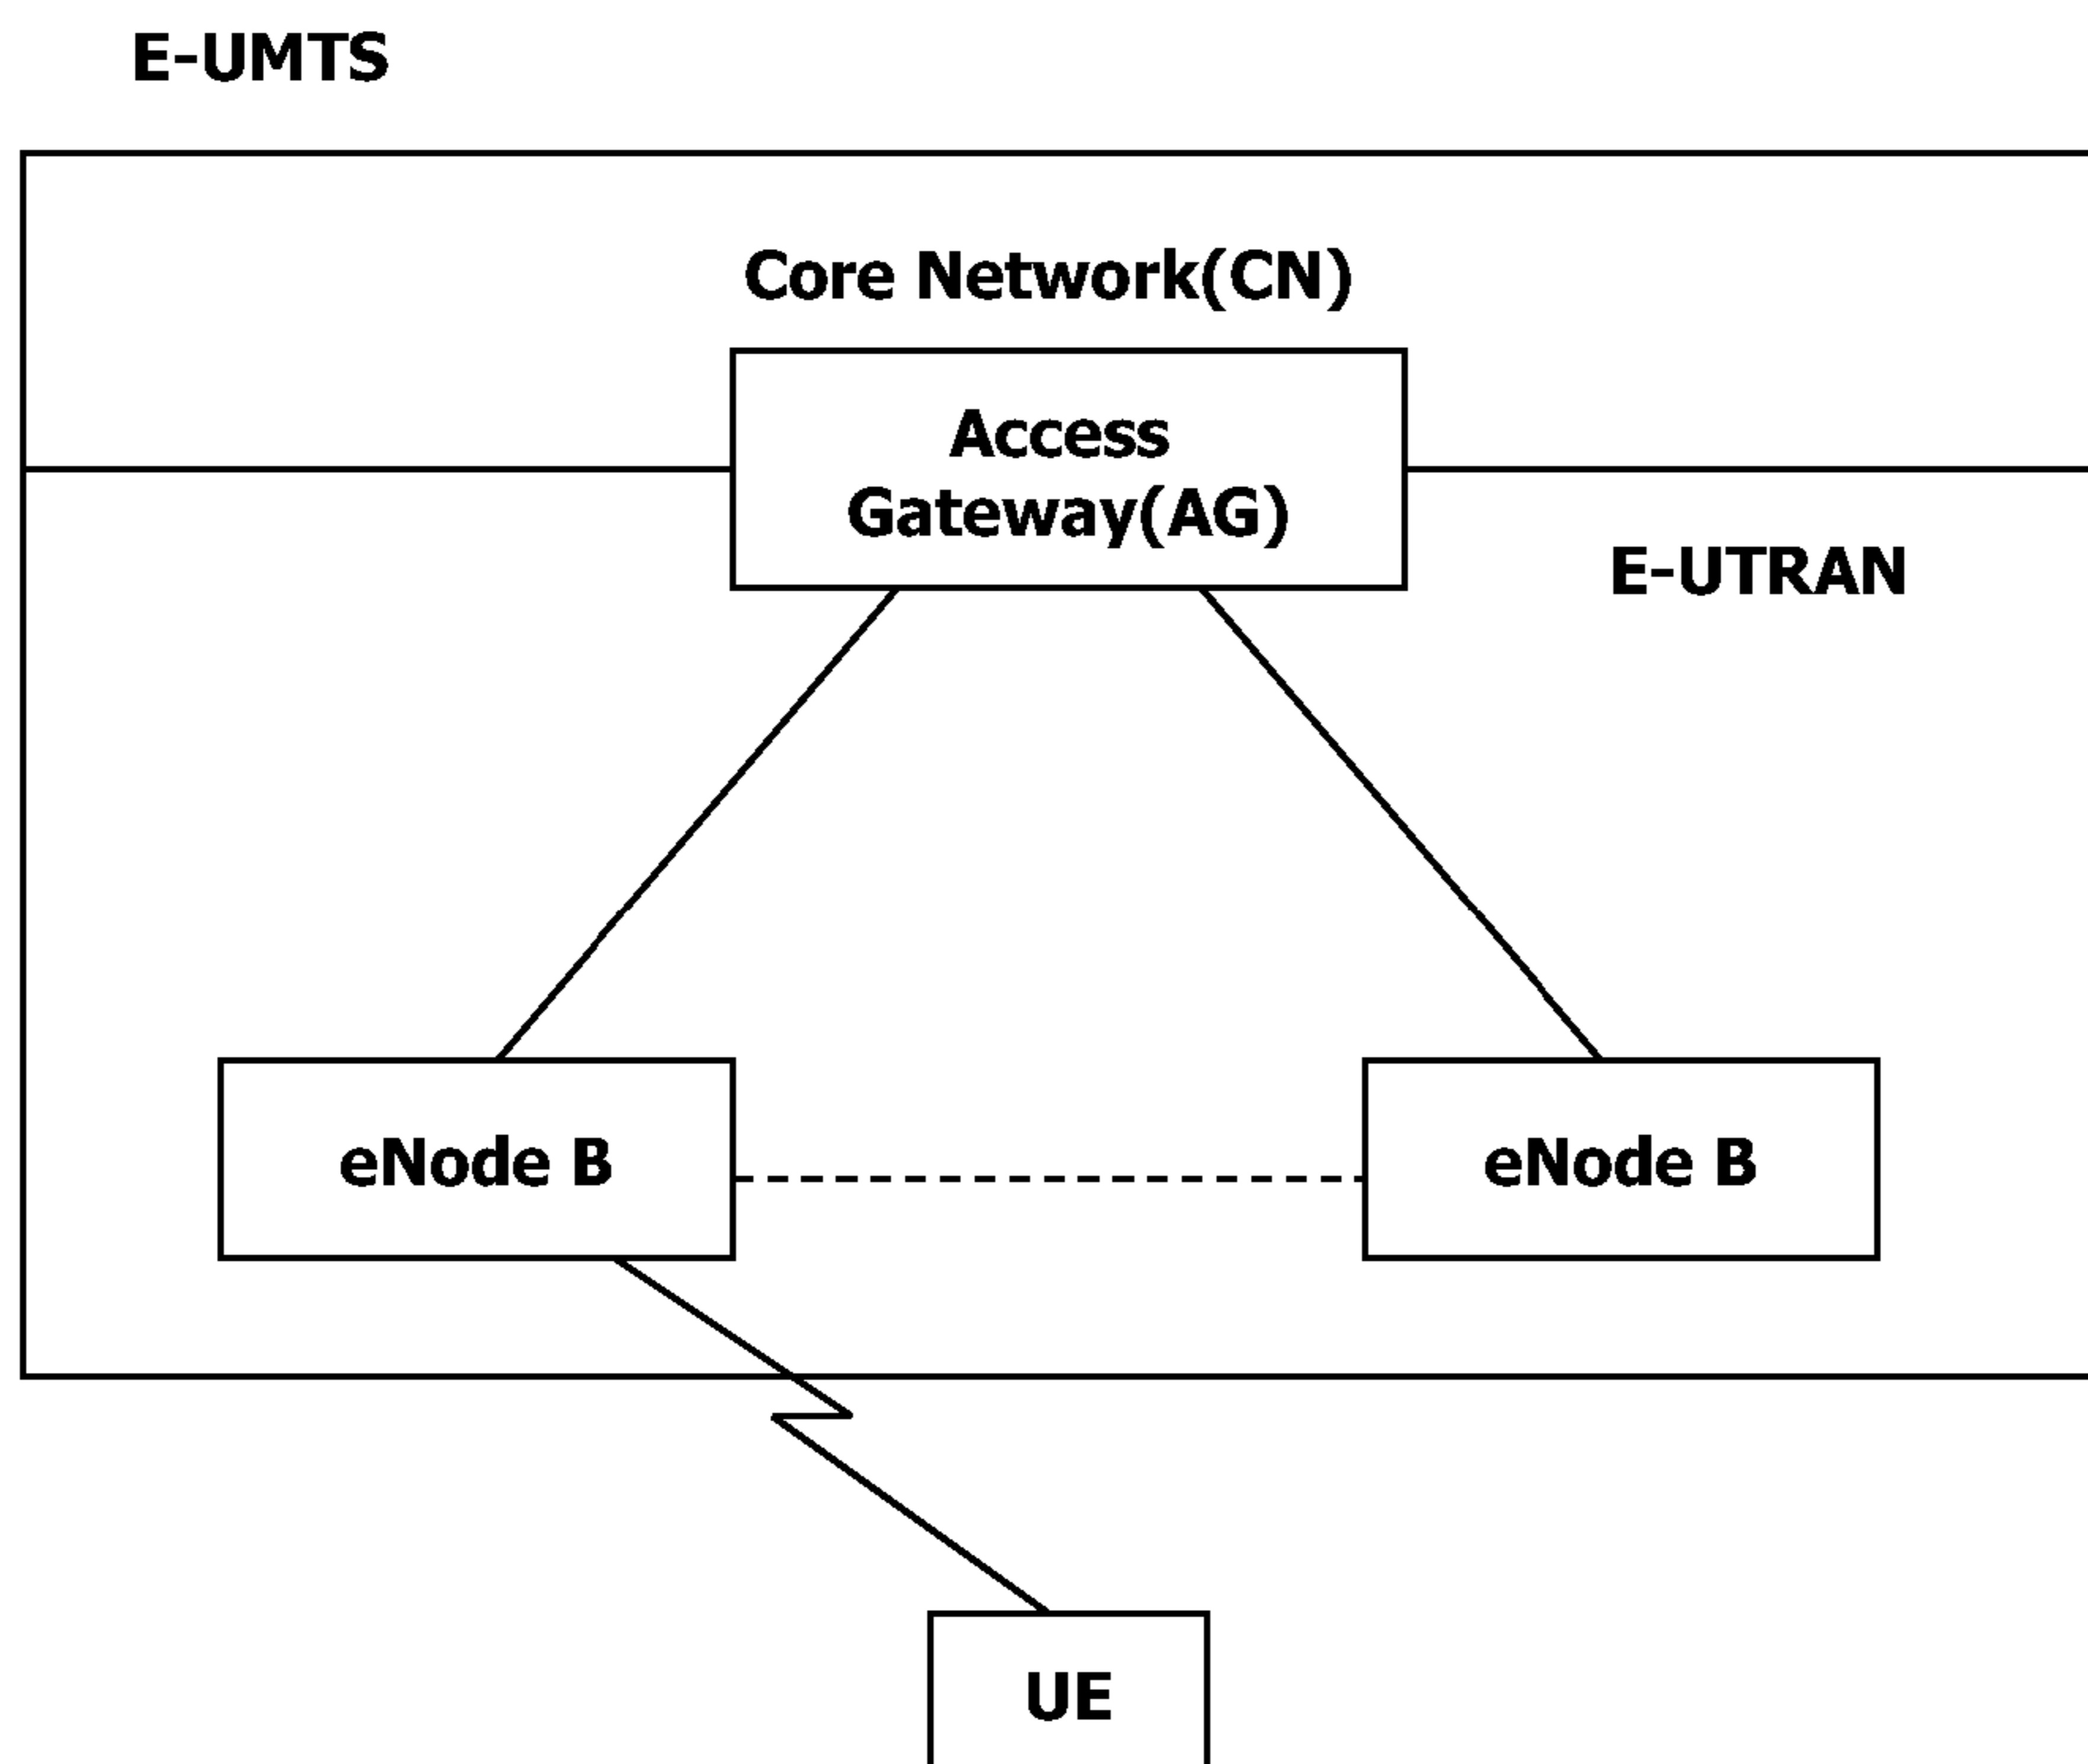 E-UMTS
Core Network(CN)
Access
Gateway(AG)
E-UTRAN
eNode B
eNode B
UE